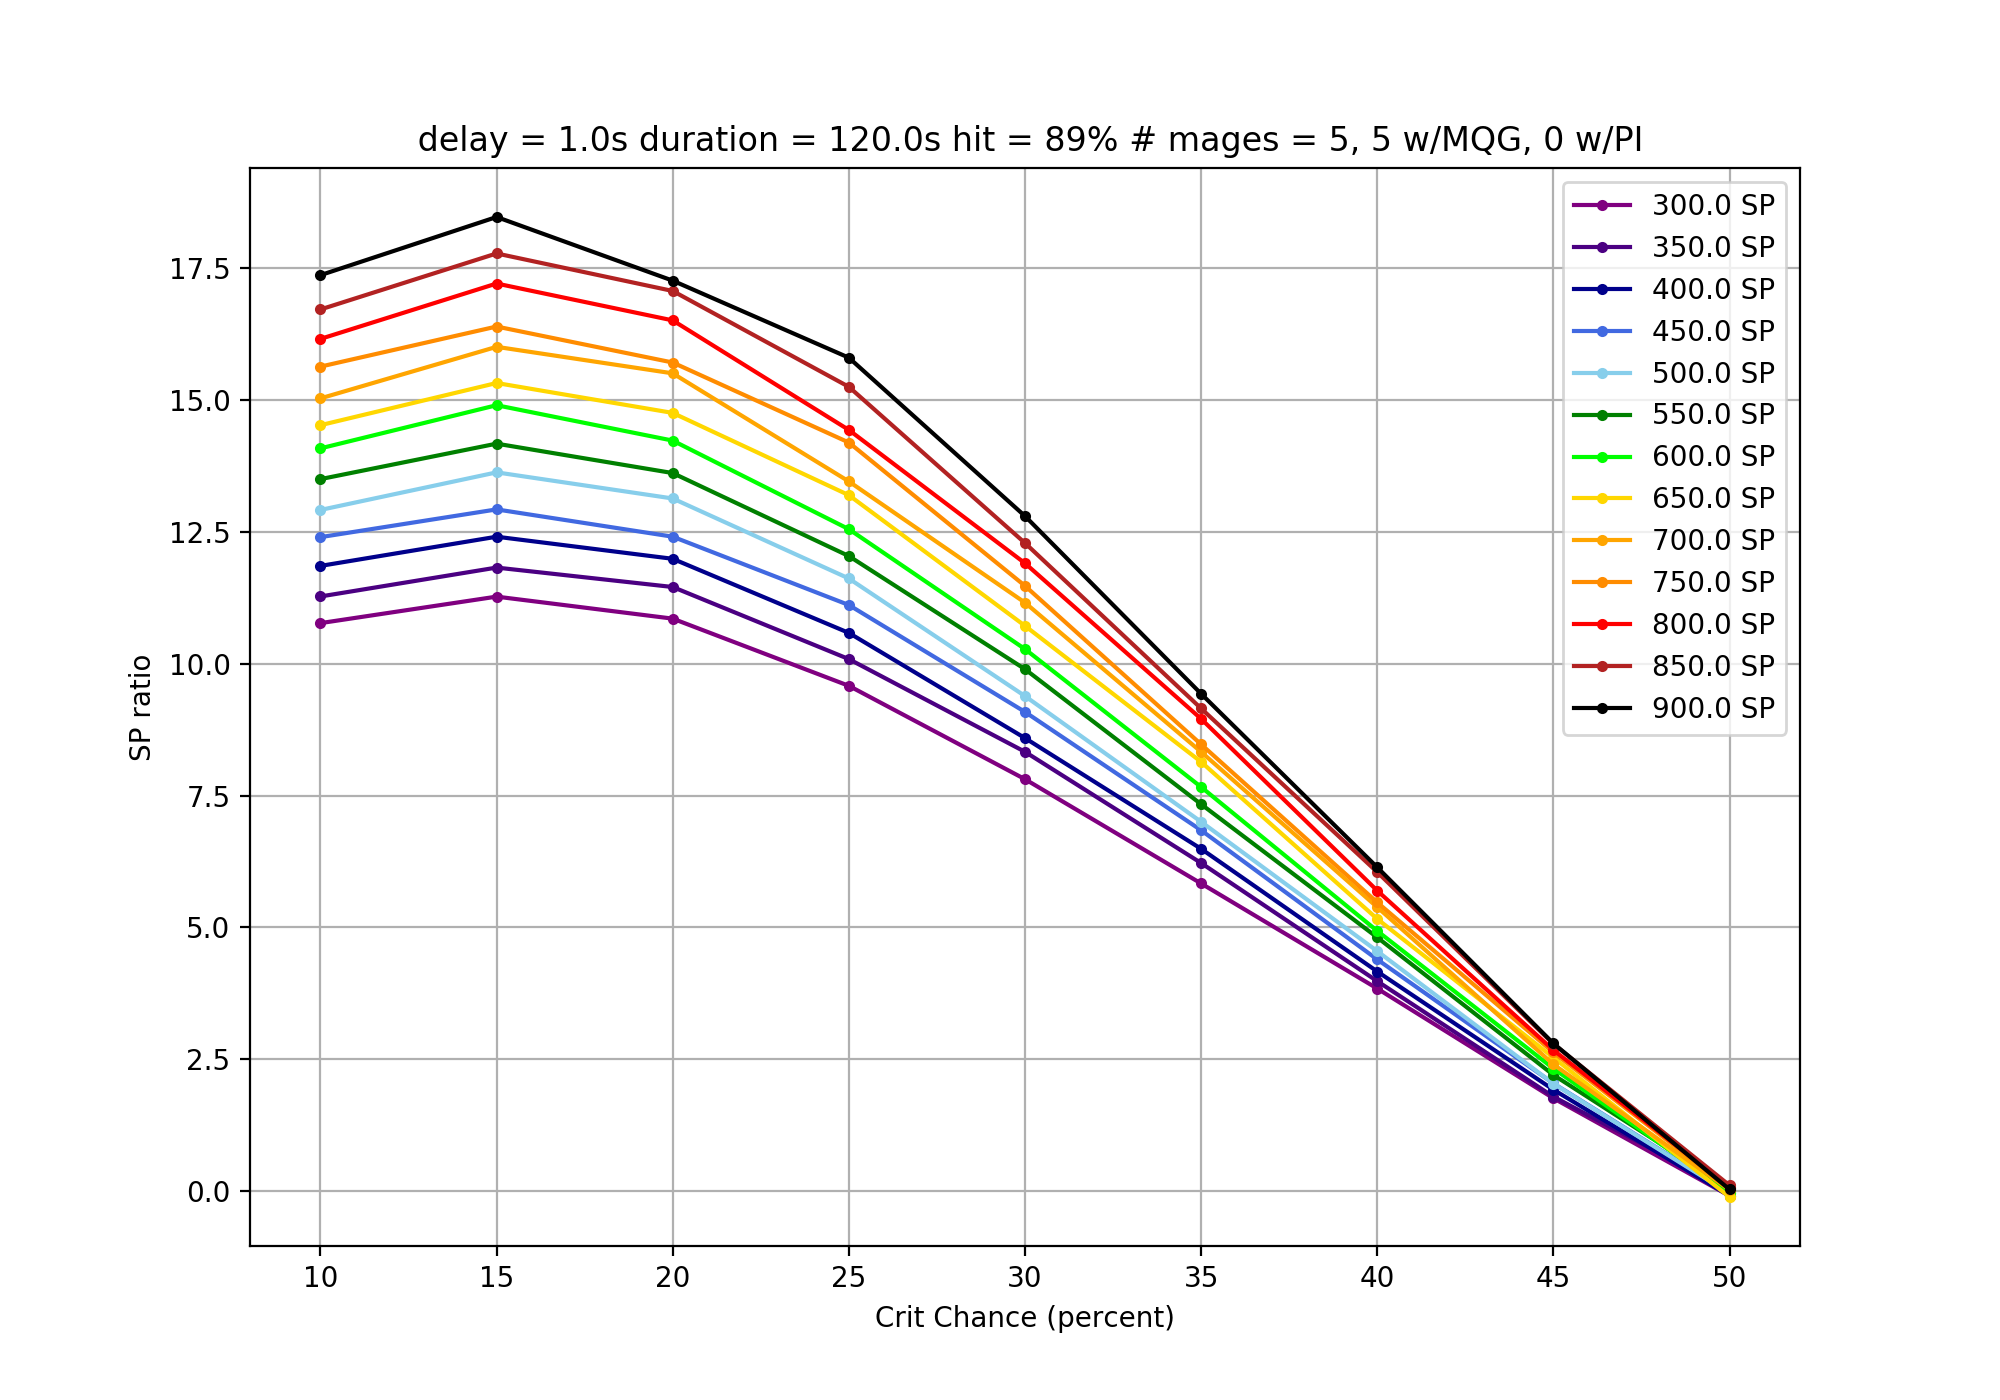 delay = 1.0s duration = 120.0s hit = 89% # mages = 5, 5 w/MQG, 0 w/PI
300.0 SP
350.0 SP
400.0 SP
450.0 SP
500.0 SP
550.0 SP
600.0 SP
650.0 SP
700.0 SP
750.0 SP
800.0 SP
850.0 SP
900.0 SP
SP ratio
17.5
15.0
12.5
10.0
7.5
5.0
2.5
0.0
10 15 20 25 30 35 40 45 50
Crit Chance (percent)